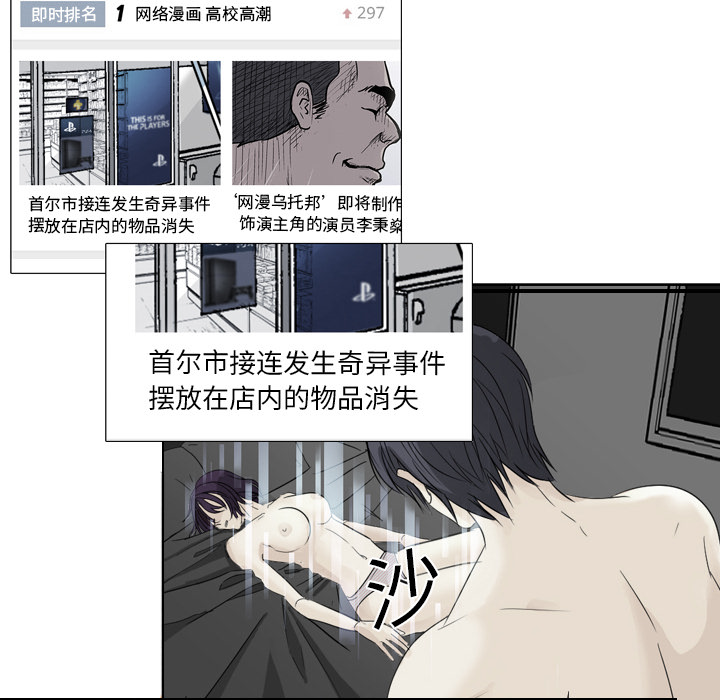 即时排名 1 网络漫画 高校高潮 297
THIS IS FOR
THE PLAYERS
首尔市接连发生奇异事件
摆放在店内的物品消失
‘网漫乌托邦’即将制作
饰演主角的演员李秉燊
首尔市接连发生奇异事件
摆放在店内的物品消失
沙